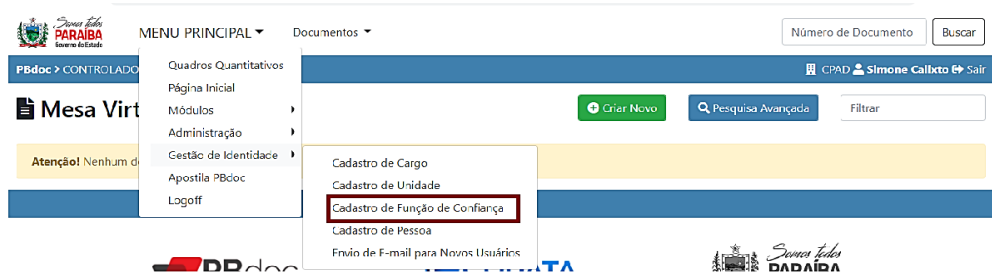 Somos todos
PARAÍBA
Governo do Estado
MENU PRINCIPAL
Documentos
Número de Documento
Buscar
PBdoc > CONTROLADO
CPAD Simone Calixto Sair
Mesa Virt
Criar Novo
Pesquisa Avançada
Filtrar
Atenção! Nenhum d
Quadros Quantitativos
Página Inicial
Módulos
Administração
Gestão de Identidade
Apostila PBdoc
Logoff
Cadastro de Cargo
Cadastro de Unidade
Cadastro de Função de Confiança
Cadastro de Pessoa
Envio de E-mail para Novos Usuários
PBdoc
Somos todos
PARAÍBA